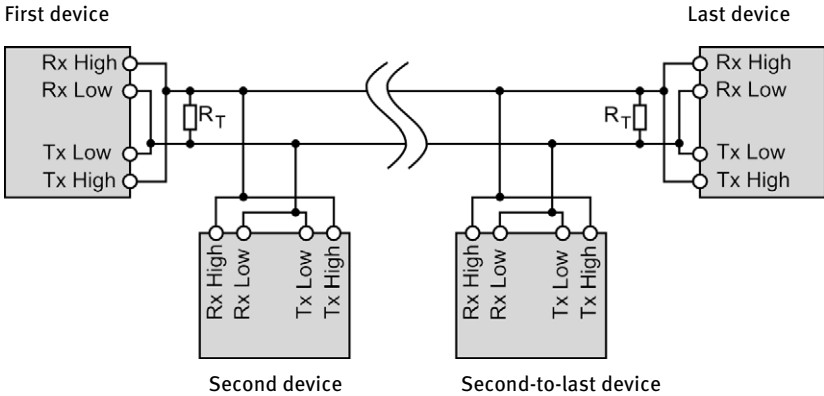 First device
Last device
Rx High
Rx Low
Tx Low
Tx High
R_T
R_T
Rx High
Rx Low
Tx Low
Tx High
Rx High
Rx Low
Tx Low
Tx High
Rx High
Rx Low
Tx Low
Tx High
Second device
Second-to-last device